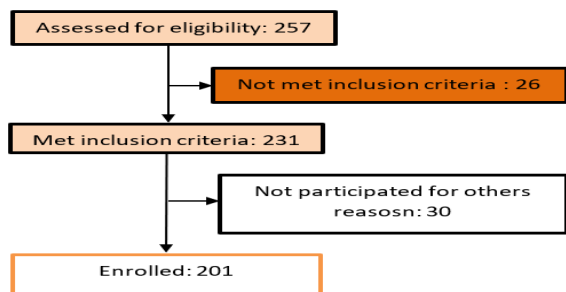 Assessed for eligibility: 257
Not met inclusion criteria : 26
Met inclusion criteria: 231
Not participated for others
reasosn: 30
Enrolled: 201